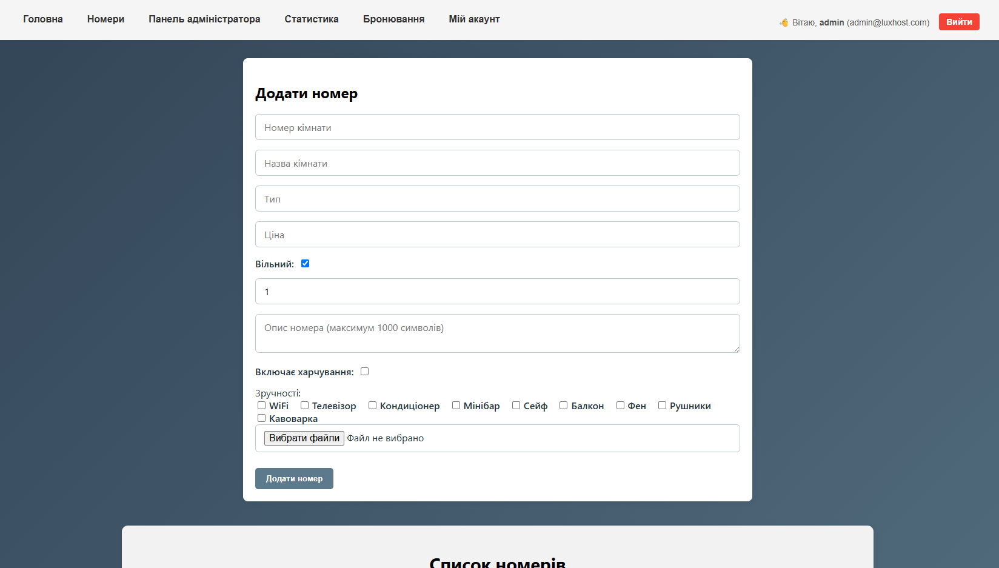 Головна Номери Панель адміністратора Статистика Бронювання Мій акаунт
👋 Вітаю, admin (admin@luxhost.com) Вийти
Додати номер
Номер кімнати
Назва кімнати
Тип
Ціна
Вільний:
1
Опис номера (максимум 1000 символів)
Включає харчування:
Зручності:
WiFi Телевізор Кондиціонер Мінібар Сейф Балкон Фен Рушники
Кавоварка
Вибрати файли Файл не вибрано
Додати номер
Список номерів